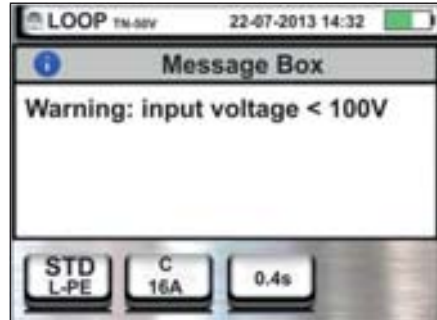 LOOP 22-07-2013 14:32
Message Box
Warning: input voltage < 100V
STD
L-PE
C
16A
0.4s